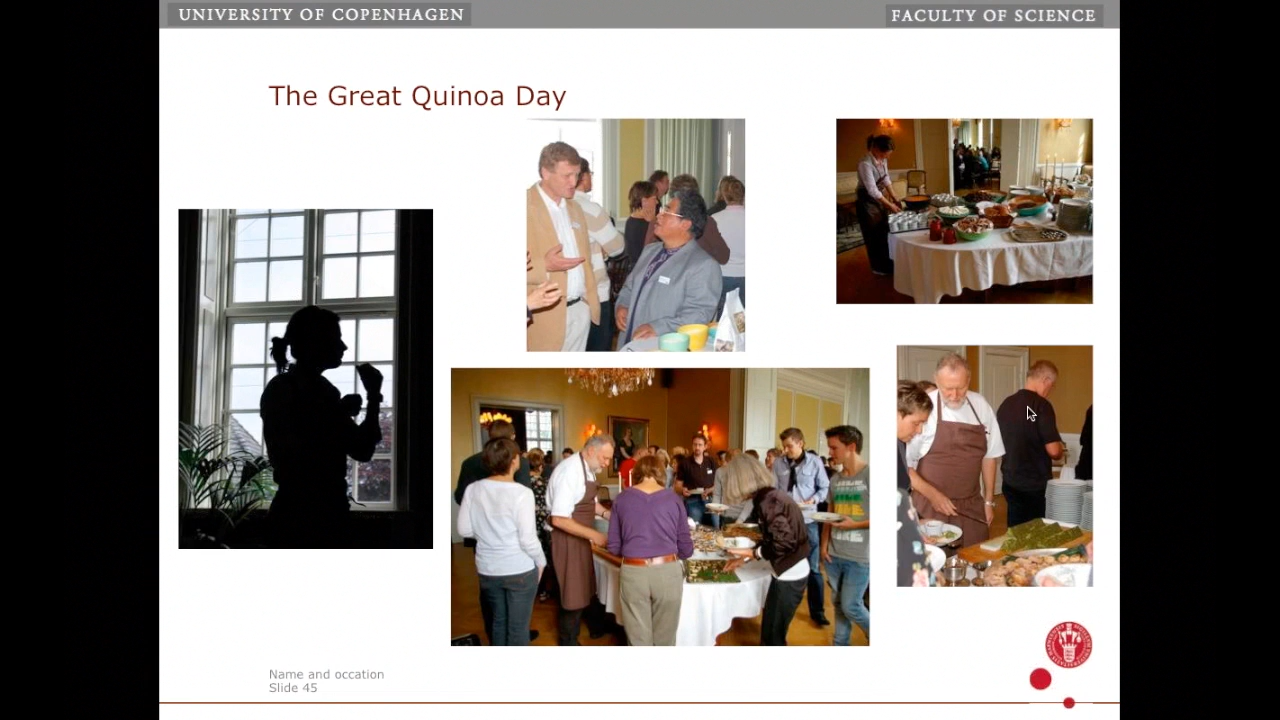 UNIVERSITY OF COPENHAGEN
FACULTY OF SCIENCE
The Great Quinoa Day
Name and occation
Slide 45